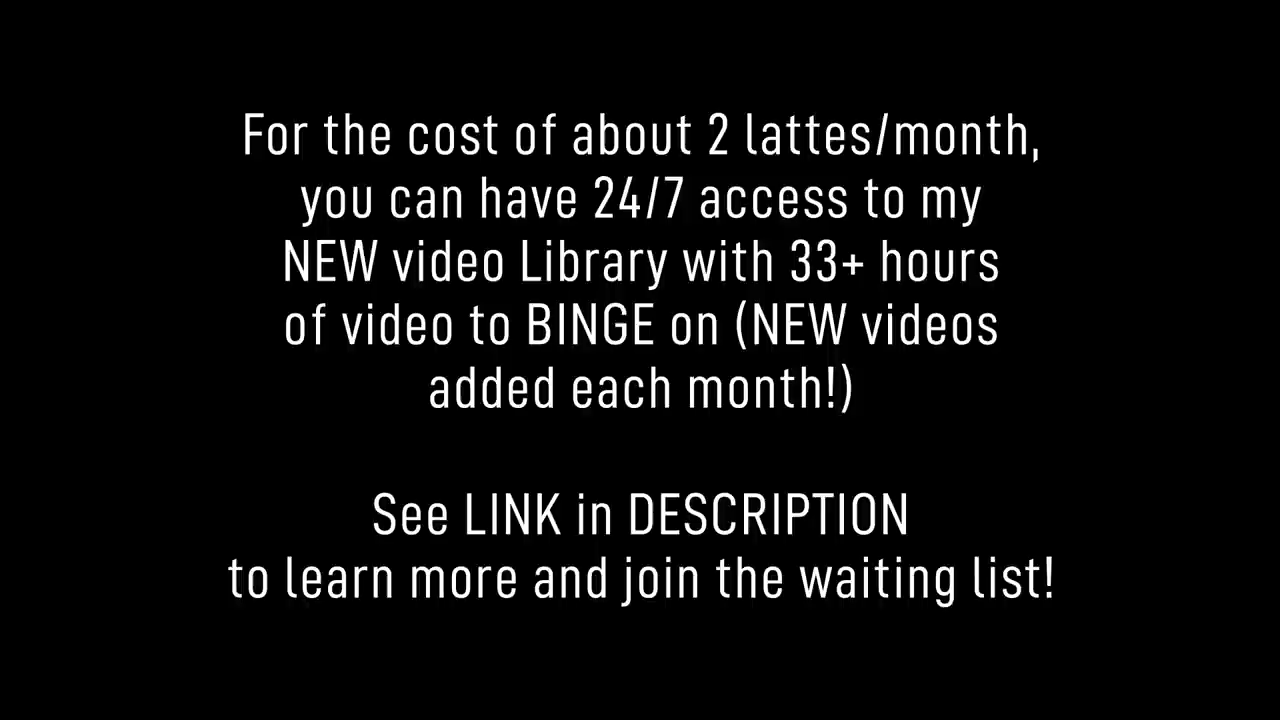 For the cost of about 2 lattes/month,
you can have 24/7 access to my
NEW video Library with 33+ hours
of video to BINGE on (NEW videos
added each month!)
See LINK in DESCRIPTION
to learn more and join the waiting list!